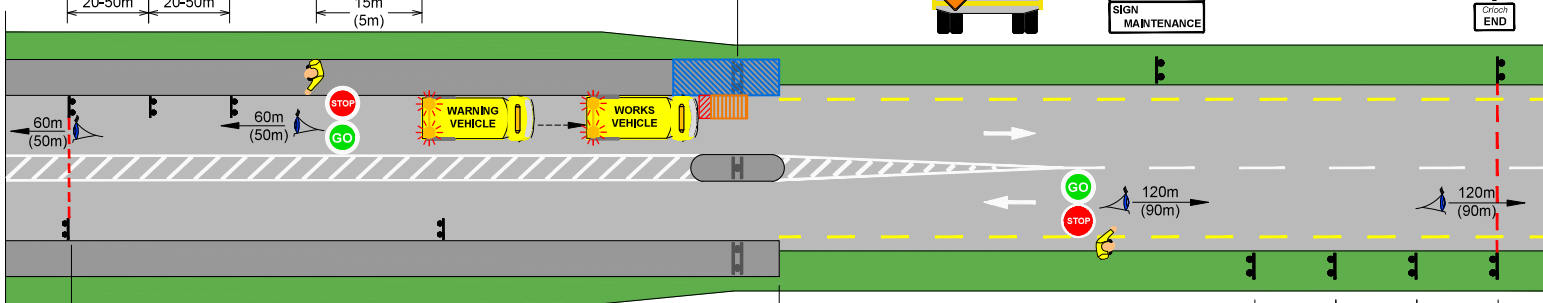 20-50m
20-50m
15m
(5m)
SIGN
MAINTENANCE
Críoch
END
60m
(50m)
60m
(50m)
STOP
GO
WARNING
VEHICLE
WORKS
VEHICLE
GO
STOP
120m
(90m)
120m
(90m)